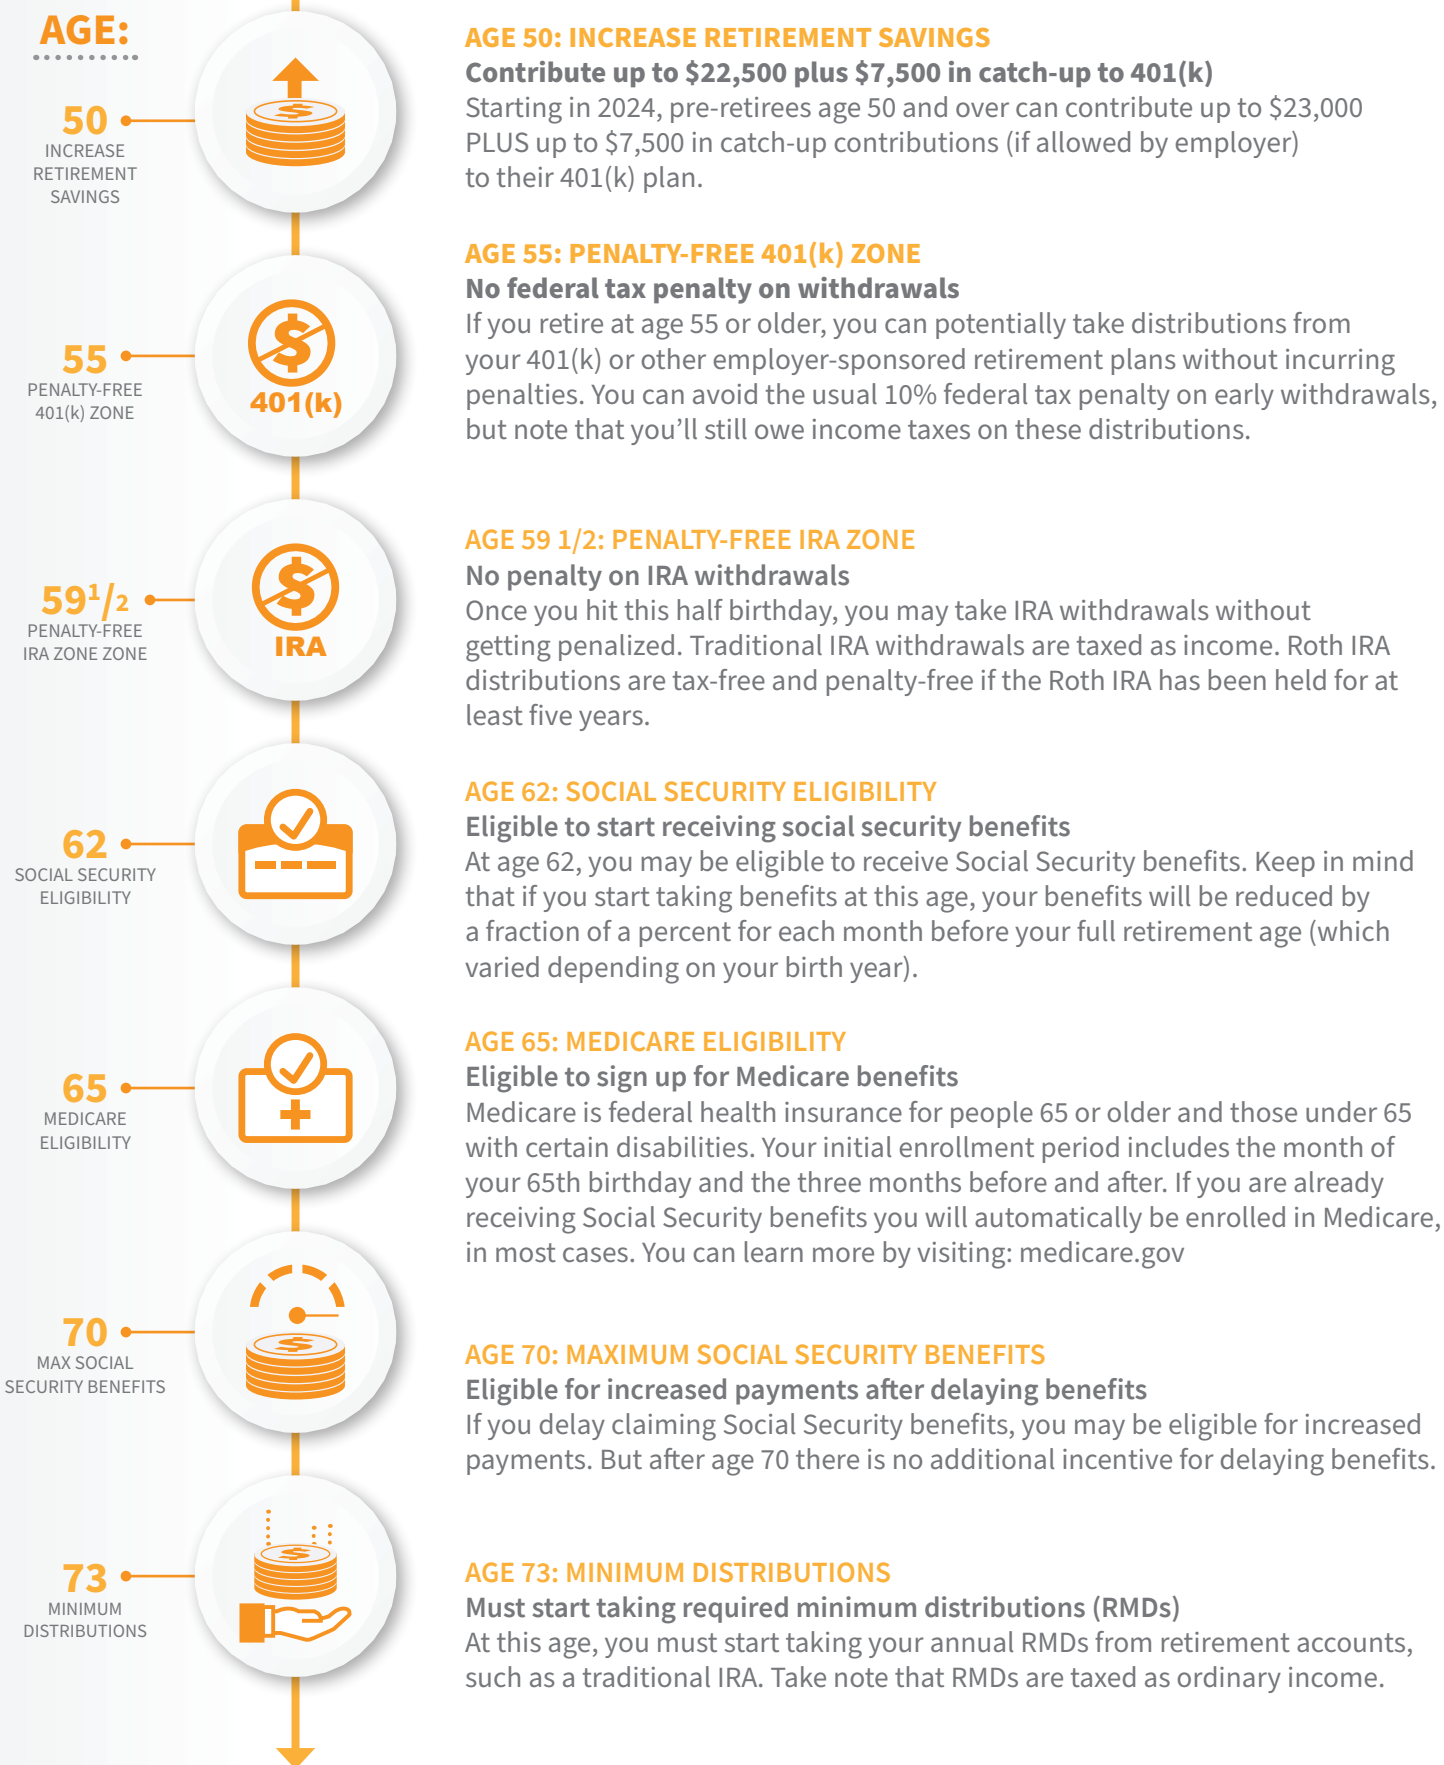 AGE:
50
INCREASE
RETIREMENT
SAVINGS
AGE 50: INCREASE RETIREMENT SAVINGS
Contribute up to $22,500 plus $7,500 in catch-up to 401(k)
Starting in 2024, pre-retirees age 50 and over can contribute up to $23,000
PLUS up to $7,500 in catch-up contributions (if allowed by employer)
to their 401(k) plan.
55
PENALTY-FREE
401(k) ZONE
401(k)
AGE 55: PENALTY-FREE 401(k) ZONE
No federal tax penalty on withdrawals
If you retire at age 55 or older, you can potentially take distributions from
your 401(k) or other employer-sponsored retirement plans without incurring
penalties. You can avoid the usual 10% federal tax penalty on early withdrawals,
but note that you’ll still owe income taxes on these distributions.
59 1/2
PENALTY-FREE
IRA ZONE ZONE
IRA
AGE 59 1/2: PENALTY-FREE IRA ZONE
No penalty on IRA withdrawals
Once you hit this half birthday, you may take IRA withdrawals without
getting penalized. Traditional IRA withdrawals are taxed as income. Roth IRA
distributions are tax-free and penalty-free if the Roth IRA has been held for at
least five years.
62
SOCIAL SECURITY
ELIGIBILITY
AGE 62: SOCIAL SECURITY ELIGIBILITY
Eligible to start receiving social security benefits
At age 62, you may be eligible to receive Social Security benefits. Keep in mind
that if you start taking benefits at this age, your benefits will be reduced by
a fraction of a percent for each month before your full retirement age (which
varied depending on your birth year).
65
MEDICARE
ELIGIBILITY
AGE 65: MEDICARE ELIGIBILITY
Eligible to sign up for Medicare benefits
Medicare is federal health insurance for people 65 or older and those under 65
with certain disabilities. Your initial enrollment period includes the month of
your 65th birthday and the three months before and after. If you are already
receiving Social Security benefits you will automatically be enrolled in Medicare,
in most cases. You can learn more by visiting: medicare.gov
70
MAX SOCIAL
SECURITY BENEFITS
AGE 70: MAXIMUM SOCIAL SECURITY BENEFITS
Eligible for increased payments after delaying benefits
If you delay claiming Social Security benefits, you may be eligible for increased
payments. But after age 70 there is no additional incentive for delaying benefits.
73
MINIMUM
DISTRIBUTIONS
AGE 73: MINIMUM DISTRIBUTIONS
Must start taking required minimum distributions (RMDs)
At this age, you must start taking your annual RMDs from retirement accounts,
such as a traditional IRA. Take note that RMDs are taxed as ordinary income.